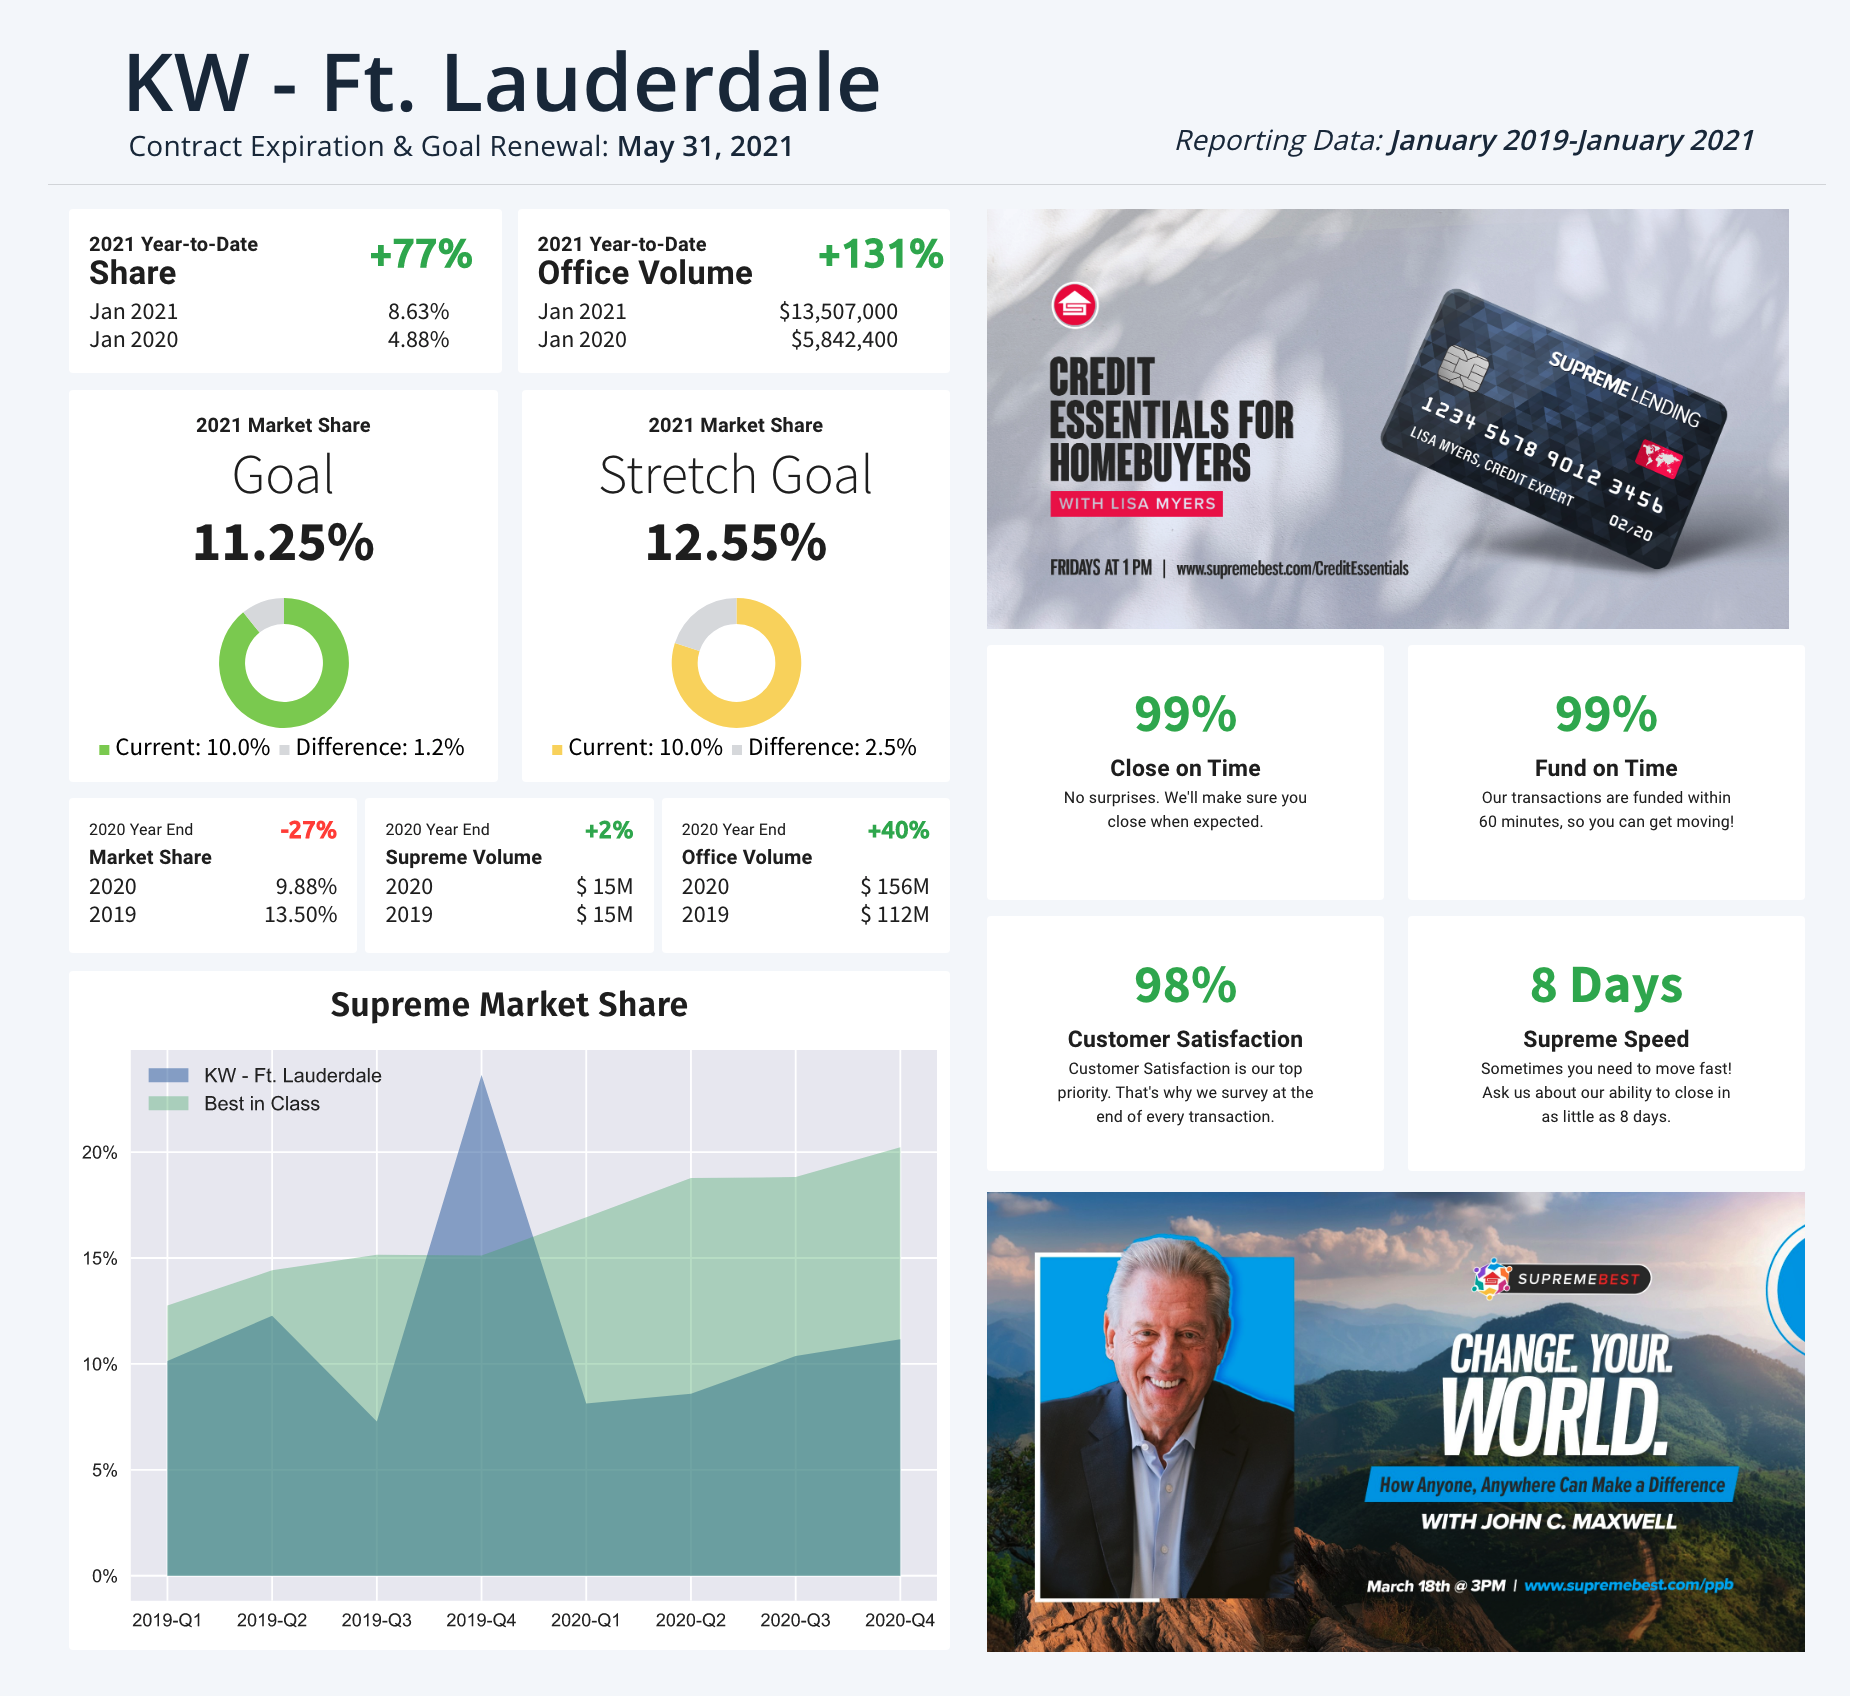 KW - Ft. Lauderdale
Contract Expiration & Goal Renewal: May 31, 2021
Reporting Data: January 2019-January 2021
2021 Year-to-Date
Share
+77%
Jan 2021 8.63%
Jan 2020 4.88%
2021 Year-to-Date
Office Volume
+131%
Jan 2021 $13,507,000
Jan 2020 $5,842,400
2021 Market Share
Goal
11.25%
Current: 10.0% Difference: 1.2%
2021 Market Share
Stretch Goal
12.55%
Current: 10.0% Difference: 2.5%
2020 Year End -27%
Market Share
2020 9.88%
2019 13.50%
2020 Year End +2%
Supreme Volume
2020 $ 15M
2019 $ 15M
2020 Year End +40%
Office Volume
2020 $ 156M
2019 $ 112M
Supreme Market Share
KW - Ft. Lauderdale
Best in Class
20%
15%
10%
5%
0%
2019-Q1 2019-Q2 2019-Q3 2019-Q4 2020-Q1 2020-Q2 2020-Q3 2020-Q4
CREDIT
ESSENTIALS FOR
HOMEBUYERS
WITH LISA MYERS
FRIDAYS AT 1 PM | www.supremebest.com/CreditEssentials
SUPREME LENDING
1234 5678 9012 3456
LISA MYERS, CREDIT EXPERT
02/20
99%
Close on Time
No surprises. We'll make sure you
close when expected.
99%
Fund on Time
Our transactions are funded within
60 minutes, so you can get moving!
98%
Customer Satisfaction
Customer Satisfaction is our top
priority. That's why we survey at the
end of every transaction.
8 Days
Supreme Speed
Sometimes you need to move fast!
Ask us about our ability to close in
as little as 8 days.
SUPREMEBEST
CHANGE. YOUR.
WORLD.
How Anyone, Anywhere Can Make a Difference
WITH JOHN C. MAXWELL
March 18th @ 3PM | www.supremebest.com/ppb